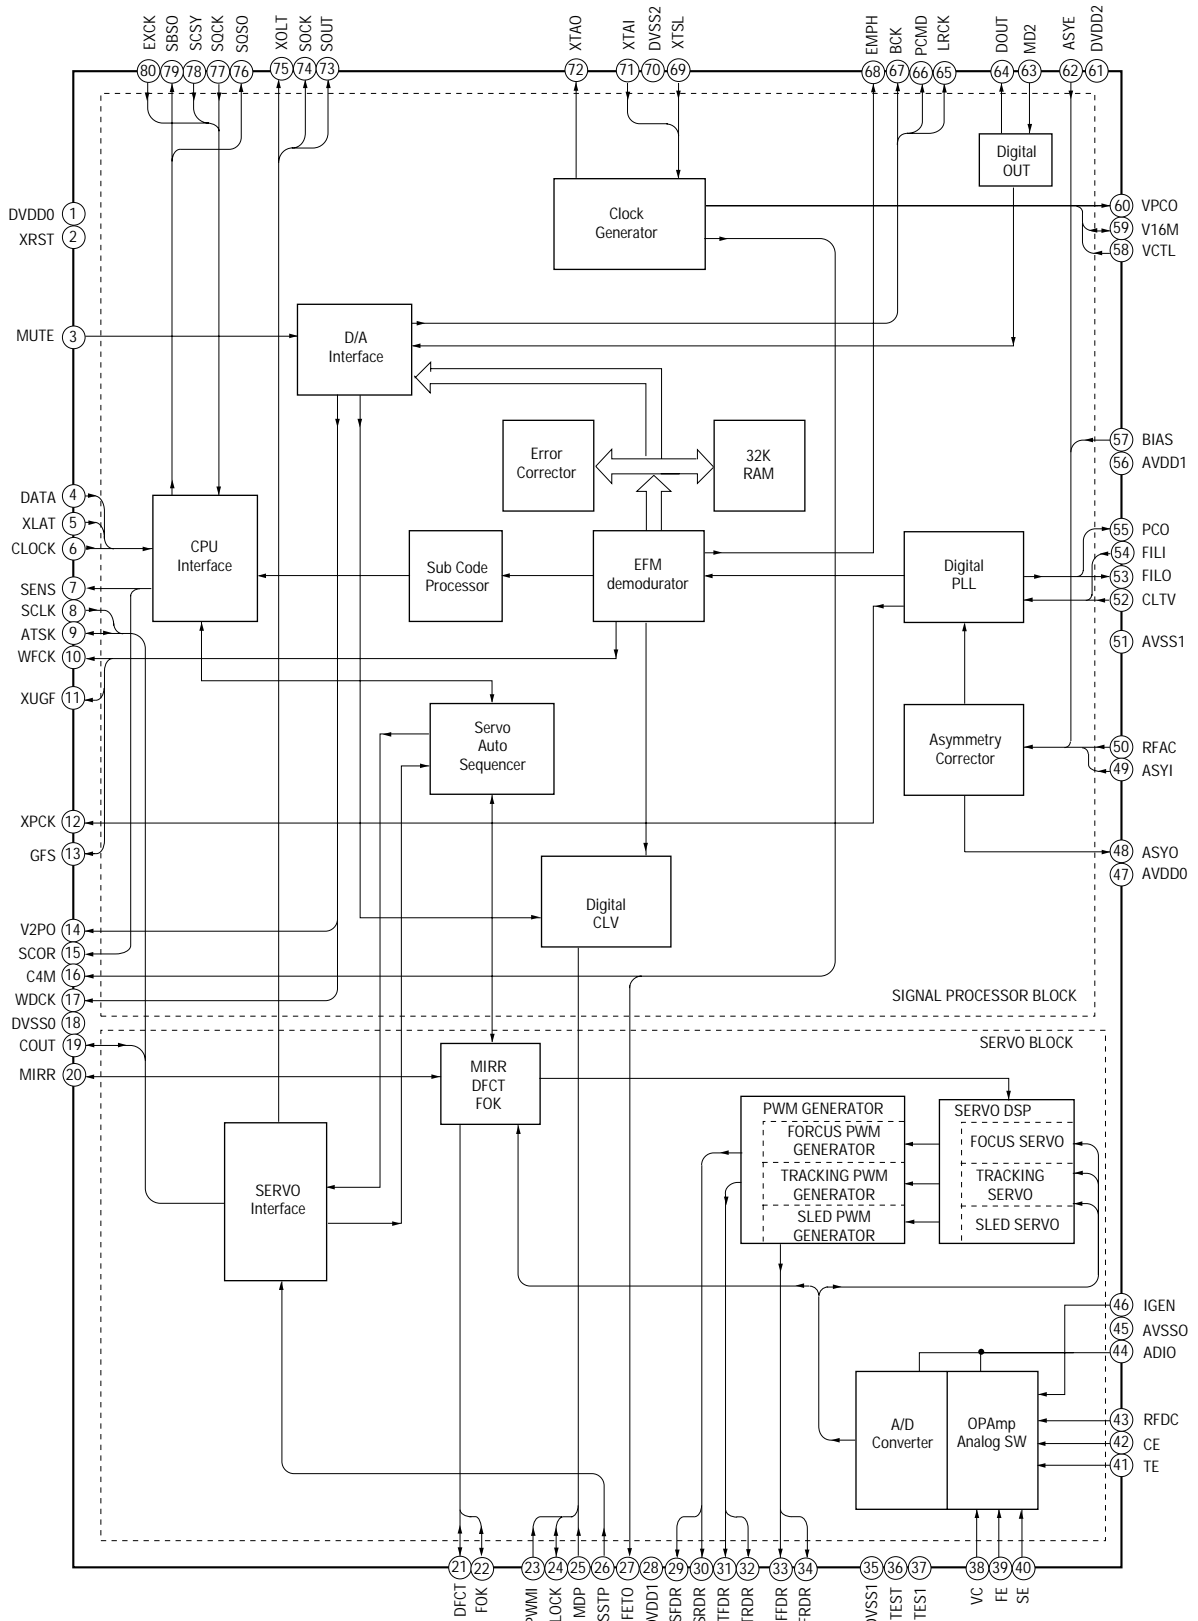 EXCK
SBSO
SCSY
SQCK
SQSO
XOLT
SOCK
SOUT
XTAO
XTAI
DVSS2
XTSL
EMPH
BCK
PCMD
LRCK
DOUT
MD2
ASYE
DVDD2
80
79
78
77
76
75
74
73
72
71
70
69
68
67
66
65
64
63
62
61
Digital
OUT
Clock
Generator
DVDD0 1
XRST 2
MUTE 3
60 VPCO
59 V16M
58 VCTL
D/A
Interface
Error
Corrector
32K
RAM
57 BIAS
56 AVDD1
DATA 4
XLAT 5
CLOCK 6
SENS 7
SCLK 8
ATSK 9
WFCK 10
XUGF 11
CPU
Interface
Sub Code
Processor
EFM
demodurator
Digital
PLL
55 PCO
54 FILI
53 FILO
52 CLTV
51 AVSS1
Servo
Auto
Sequencer
Asymmetry
Corrector
50 RFAC
49 ASYI
XPCK 12
GFS 13
48 ASYO
47 AVDD0
Digital
CLV
V2PO 14
SCOR 15
C4M 16
WDCK 17
DVSS0 18
COUT 19
MIRR 20
SIGNAL PROCESSOR BLOCK
SERVO BLOCK
MIRR
DFCT
FOK
PWM GENERATOR
FORCUS PWM
GENERATOR
TRACKING PWM
GENERATOR
SLED PWM
GENERATOR
SERVO DSP
FOCUS SERVO
TRACKING
SERVO
SLED SERVO
SERVO
Interface
46 IGEN
45 AVSSO
44 ADIO
43 RFDC
42 CE
41 TE
A/D
Converter
OPAmp
Analog SW
21
22
23
24
25
26
27
28
29
30
31
32
33
34
35
36
37
38
39
40
DFCT
FOK
PWMI
LOCK
MDP
SSTP
FETO
VDD1
SFDR
SRDR
TFDR
TRDR
FFDR
FRDR
TEST
TES1
VC
FE
SE